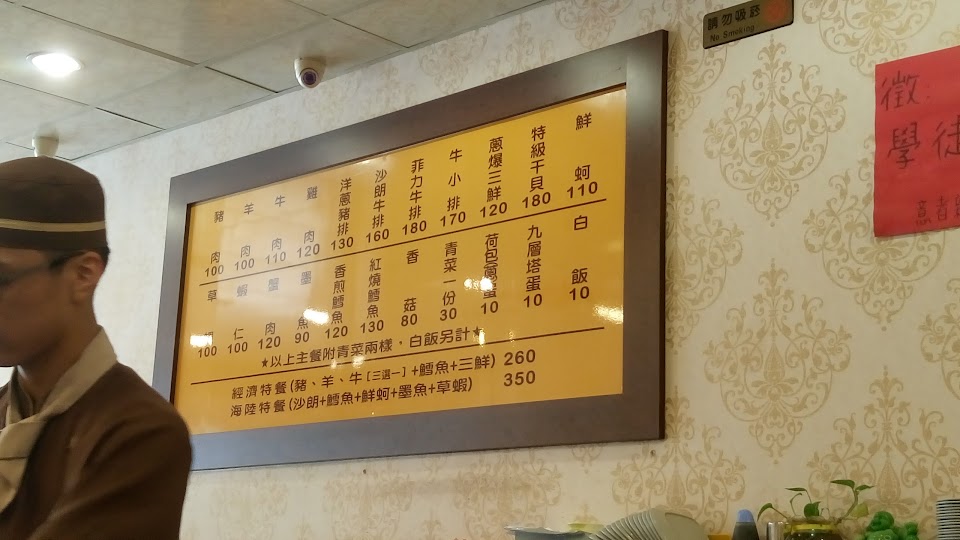 請勿吸菸
No Smoking
徵:
學徒
意者
鮮蚵 110
特級干貝 180
蔥爆三鮮 120
牛小排 170
菲力牛排 180
沙朗牛排 160
洋蔥豬排 130
雞肉 120
牛肉 110
羊肉 100
豬肉 100
白飯 10
九層塔蛋 10
荷包蔥蛋 10
青菜一份 30
香菇 80
紅燒鱈魚 130
香煎鱈魚 120
墨魚 90
蟹肉 120
蝦仁 100
草蝦 100
★以上主餐附青菜兩樣,白飯另計★
經濟特餐(豬、羊、牛[三選一]+鱈魚+三鮮) 260
海陸特餐(沙朗+鱈魚+鮮蚵+墨魚+草蝦) 350